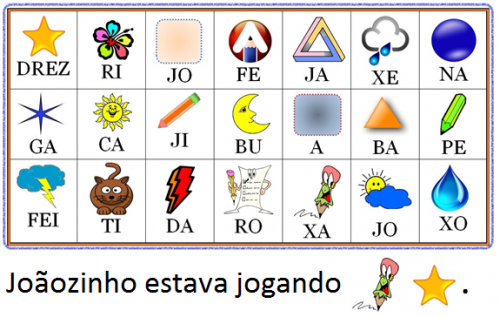 DREZ RI JO FE JA XE NA
GA CA JI BU A BA PE
FEI TI DA RO XA JO XO
Joãozinho estava jogando .